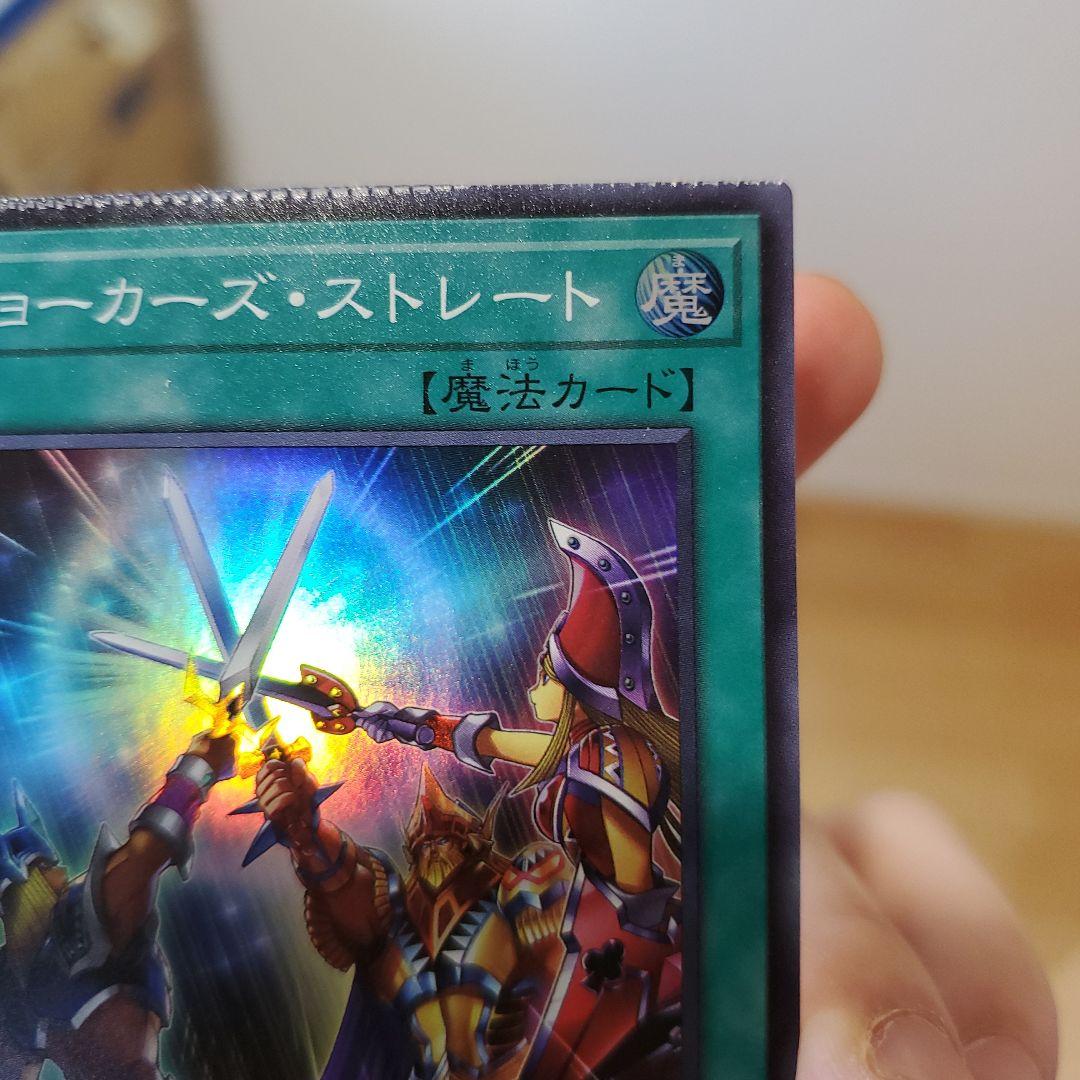 ョーカーズ・ストレート
魔
ま
【魔法カード】
まほう